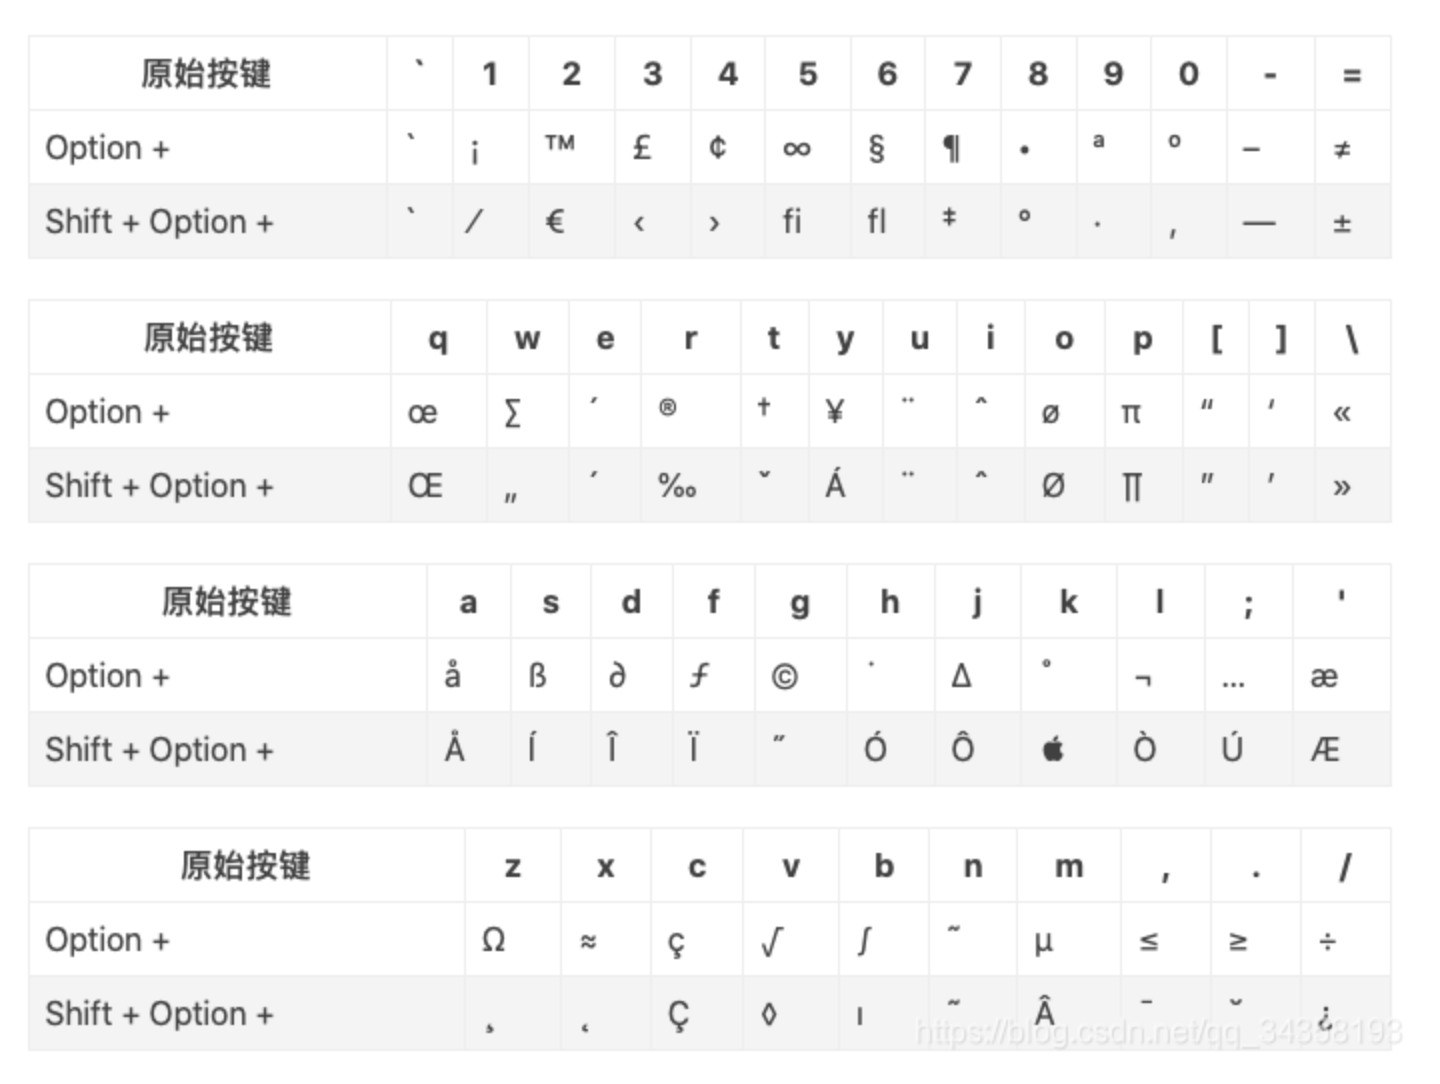 原始按键 ` 1 2 3 4 5 6 7 8 9 0 - =
Option + ` ¡ ™ £ ¢ ∞ § ¶ • ª º – ≠
Shift + Option + ` ⁄ € ‹ › ﬁ ﬂ ‡ ° · ‚ — ±
原始按键 q w e r t y u i o p [ ] \
Option + œ ∑ ´ ® † ¥ ¨ ˆ ø π “ ‘ «
Shift + Option + Œ „ ´ ‰ ˇ Á ¨ ˆ Ø ∏ ” ’ »
原始按键 a s d f g h j k l ; '
Option + å ß ∂ ƒ © ˙ ∆ ˚ ¬ … æ
Shift + Option + Å Í Î Ï ˝ Ó Ô  Ò Ú Æ
原始按键 z x c v b n m , . /
Option + Ω ≈ ç √ ∫ ˜ µ ≤ ≥ ÷
Shift + Option + ¸ ˛ Ç ◊ ı ˜ Â ¯ ˘ ¿
https://blog.csdn.net/qq_34398193